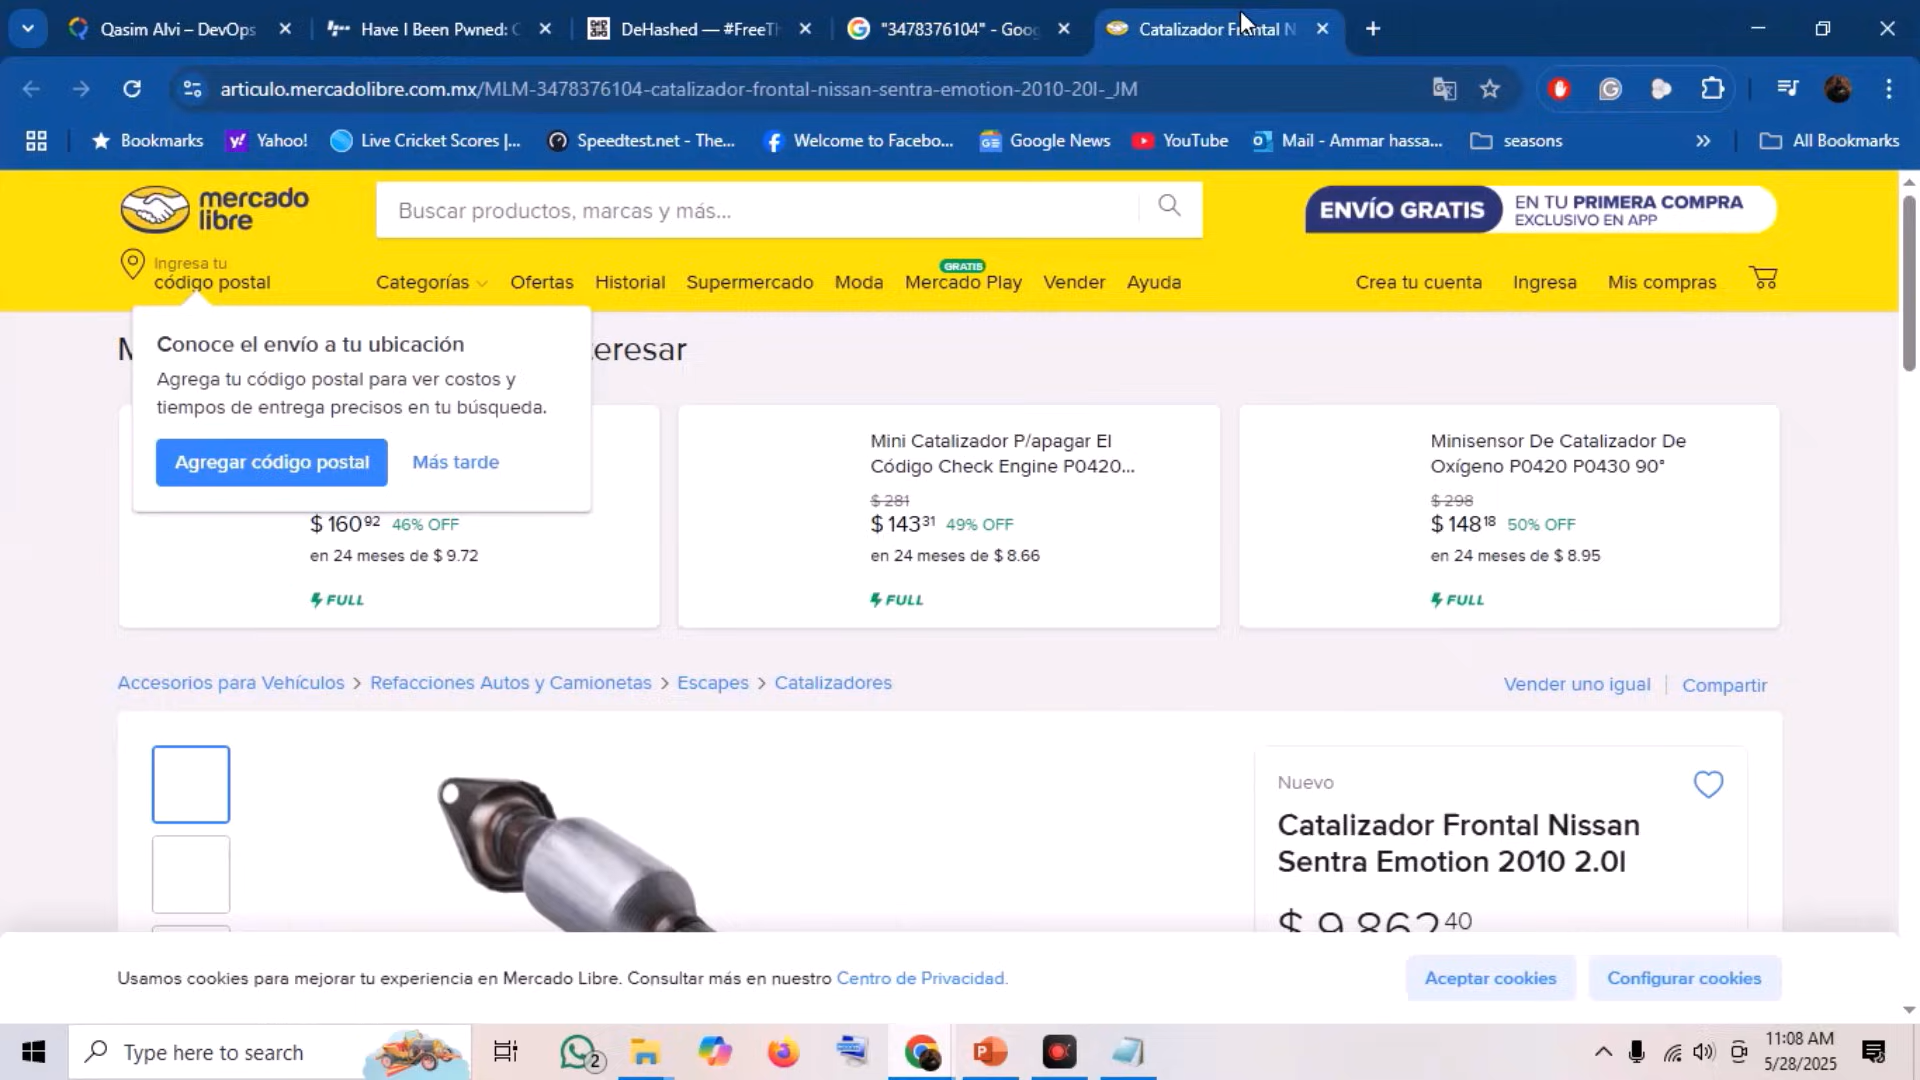 Qasim Alvi – DevOps
Have I Been Pwned: C
DeHashed — #FreeTh
"3478376104" - Goog
Catalizador Frontal N
articulo.mercadolibre.com.mx/MLM-3478376104-catalizador-frontal-nissan-sentra-emotion-2010-20l-_JM
Bookmarks
Yahoo!
Live Cricket Scores |...
Speedtest.net - The...
Welcome to Facebo...
Google News
YouTube
Mail - Ammar hassa...
seasons
All Bookmarks
mercado
libre
Buscar productos, marcas y más...
ENVÍO GRATIS
EN TU PRIMERA COMPRA
EXCLUSIVO EN APP
Ingresa tu
código postal
Categorías
Ofertas
Historial
Supermercado
Moda
GRATIS
Mercado Play
Vender
Ayuda
Crea tu cuenta
Ingresa
Mis compras
Conoce el envío a tu ubicación
Agrega tu código postal para ver costos y
tiempos de entrega precisos en tu búsqueda.
Agregar código postal
Más tarde
$ 160 92 46% OFF
en 24 meses de $ 9.72
FULL
Mini Catalizador P/apagar El
Código Check Engine P0420...
$ 281
$ 143 31 49% OFF
en 24 meses de $ 8.66
FULL
Minisensor De Catalizador De
Oxígeno P0420 P0430 90°
$ 298
$ 148 18 50% OFF
en 24 meses de $ 8.95
FULL
Accesorios para Vehículos > Refacciones Autos y Camionetas > Escapes > Catalizadores
Vender uno igual
Compartir
Nuevo
Catalizador Frontal Nissan
Sentra Emotion 2010 2.0l
$ 9,862 40
Usamos cookies para mejorar tu experiencia en Mercado Libre. Consultar más en nuestro Centro de Privacidad.
Aceptar cookies
Configurar cookies
Type here to search
2
11:08 AM
5/28/2025